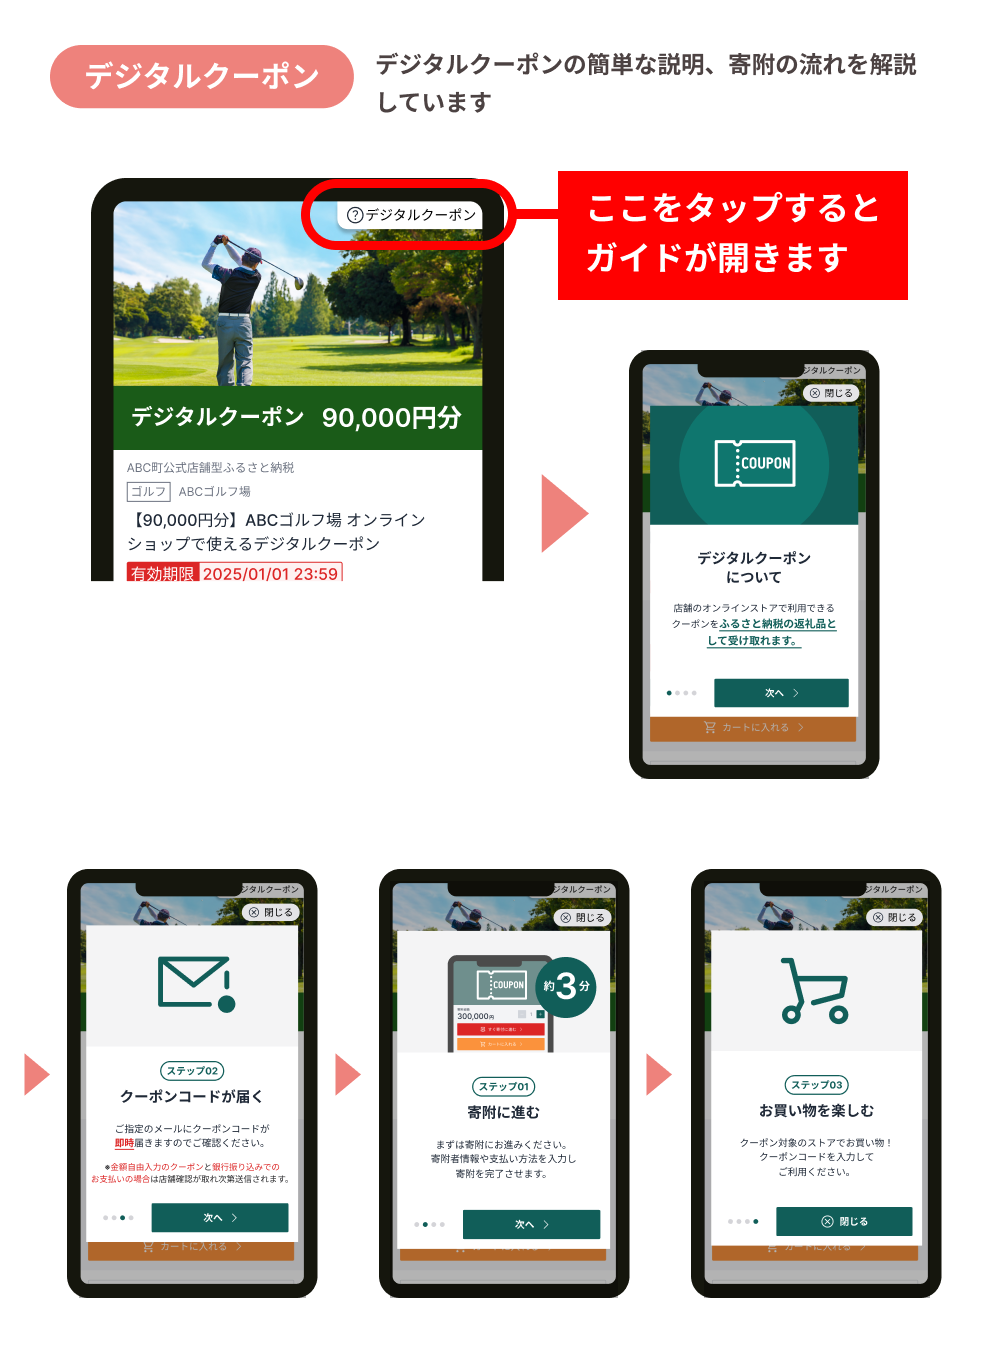 デジタルクーポン
デジタルクーポンの簡単な説明、寄附の流れを解説
しています
デジタルクーポン
ここをタップすると
ガイドが開きます
デジタルクーポン 90,000円分
ABC町公式店舗型ふるさと納税
ゴルフ ABCゴルフ場
【90,000円分】ABCゴルフ場 オンライン
ショップで使えるデジタルクーポン
有効期限 2025/01/01 23:59
ジタルクーポン
閉じる
COUPON
デジタルクーポン
について
店舗のオンラインストアで利用できる
クーポンをふるさと納税の返礼品と
して受け取れます。
次へ
カートに入れる
ジタルクーポン
閉じる
ステップ02
クーポンコードが届く
ご指定のメールにクーポンコードが
即時届きますのでご確認ください。
※金額自由入力のクーポンと銀行振り込みでの
お支払いの場合は店舗確認が取れ次第送信されます。
次へ
カートに入れる
ジタルクーポン
閉じる
COUPON
約3分
300,000円
1
すぐ寄付に進む
カートに入れる
ステップ01
寄附に進む
まずは寄附にお進みください。
寄附者情報や支払い方法を入力し
寄附を完了させます。
次へ
ジタルクーポン
閉じる
ステップ03
お買い物を楽しむ
クーポン対象のストアでお買い物！
クーポンコードを入力して
ご利用ください。
閉じる
カートに入れる